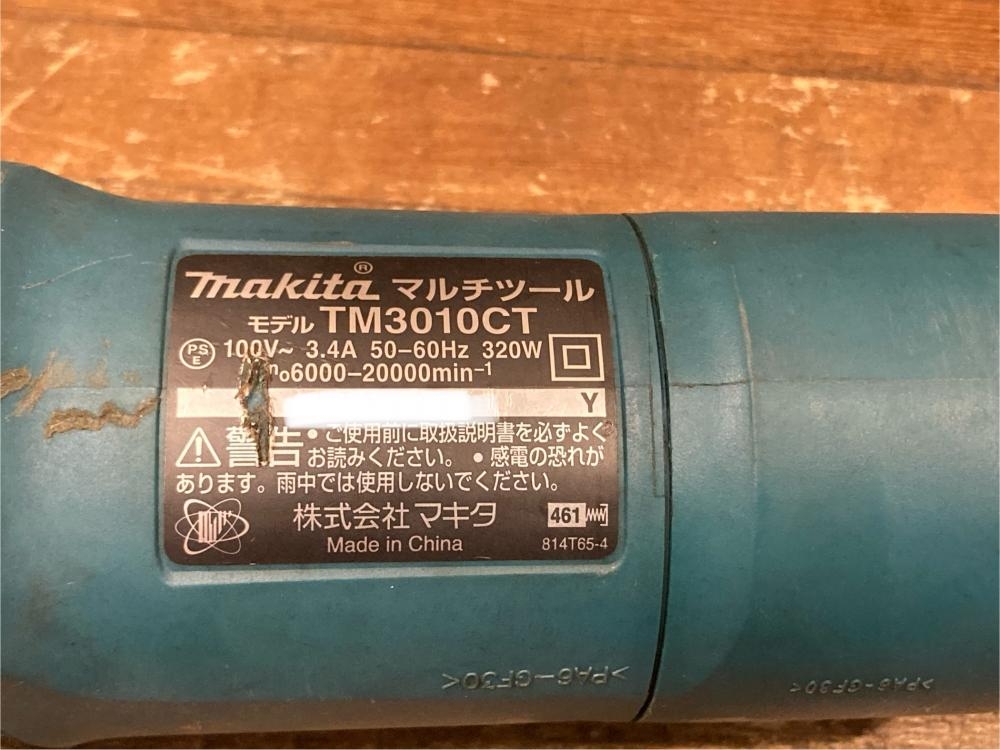 makita® マルチツール
モデル TM3010CT
PS E 100V~ 3.4A 50-60Hz 320W
n₀6000-20000min⁻¹
Y
警告 • ご使用前に取扱説明書を必ずよく
お読みください。 • 感電の恐れが
あります。雨中では使用しないでください。
株式会社 マキタ 461
Made in China 814T65-4
>PA6-GF30<
>PA6-GF30<